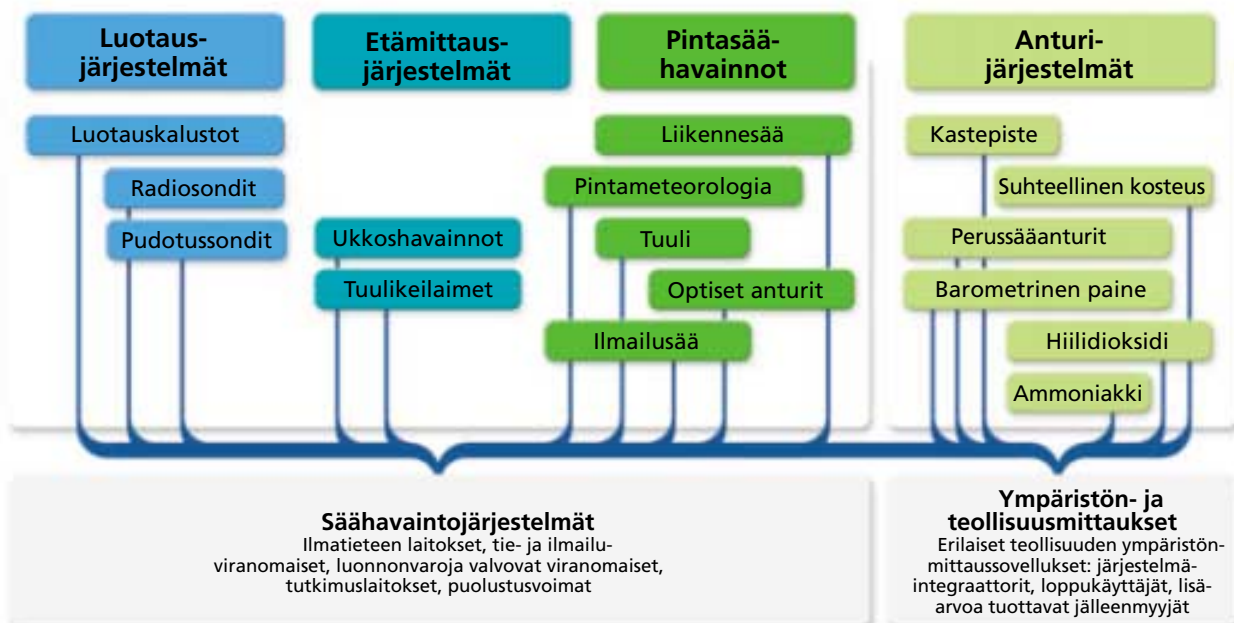 Luotaus-
järjestelmät
Etämittaus-
järjestelmät
Pintasää-
havainnot
Anturi-
järjestelmät
Luotauskalustot
Radiosondit
Pudotussondit
Ukkoshavainnot
Tuulikeilaimet
Liikennesää
Pintameteorologia
Tuuli
Optiset anturit
Ilmailusää
Kastepiste
Suhteellinen kosteus
Perussääanturit
Barometrinen paine
Hiilidioksidi
Ammoniakki
Säähavaintojärjestelmät
Ilmatieteen laitokset, tie- ja ilmailu-
viranomaiset, luonnonvaroja valvovat viranomaiset,
tutkimuslaitokset, puolustusvoimat
Ympäristön- ja
teollisuusmittaukset
Erilaiset teollisuuden ympäristön-
mittaussovellukset: järjestelmä-
integraattorit, loppukäyttäjät, lisä-
arvoa tuottavat jälleenmyyjät